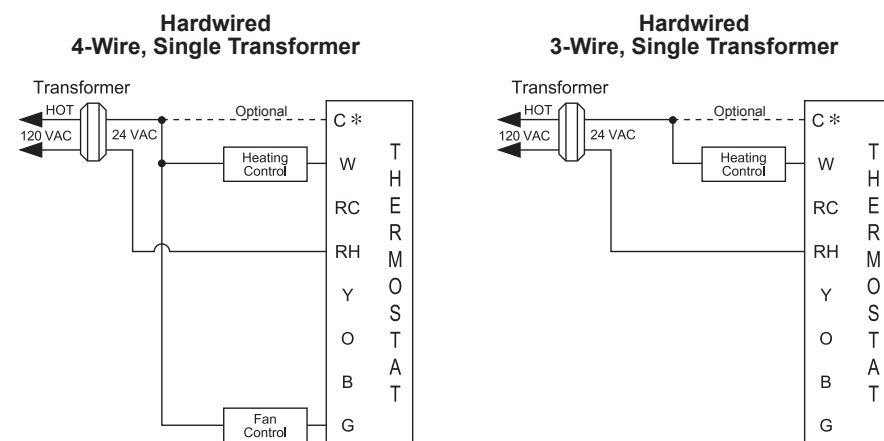 Hardwired
4-Wire, Single Transformer
Transformer
HOT
120 VAC
24 VAC
Optional
Heating
Control
Fan
Control
C *
W
RC
RH
Y
O
B
G
THERMOSTAT
Hardwired
3-Wire, Single Transformer
Transformer
HOT
120 VAC
24 VAC
Optional
Heating
Control
C *
W
RC
RH
Y
O
B
G
THERMOSTAT